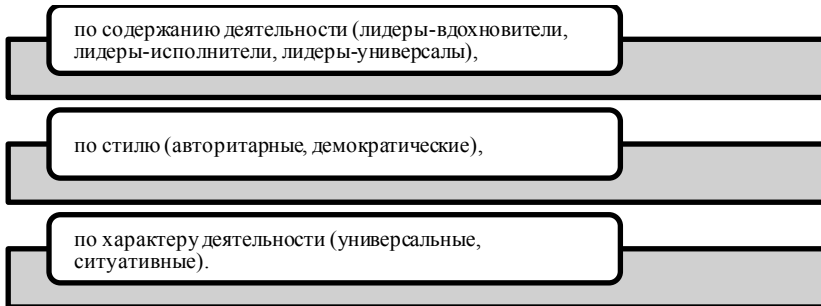 по содержанию деятельности (лидеры-вдохновители,
лидеры-исполнители, лидеры-универсалы),
по стилю (авторитарные, демократические),
по характеру деятельности (универсальные,
ситуативные).